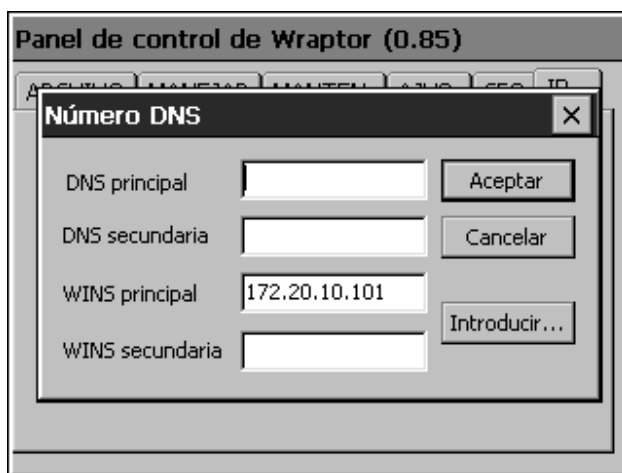 Panel de control de Wraptor (0.85)
Número DNS
DNS principal
Aceptar
DNS secundaria
Cancelar
WINS principal
172.20.10.101
Introducir...
WINS secundaria